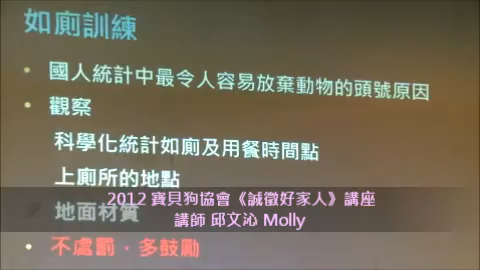 如廁訓練
• 國人統計中最令人容易放棄動物的頭號原因
• 觀察
科學化統計如廁及用餐時間點
上廁所的地點
2012 寶貝狗協會《誠徵好家人》講座
地面材質
講師 邱文沁 Molly
• 不處罰，多鼓勵